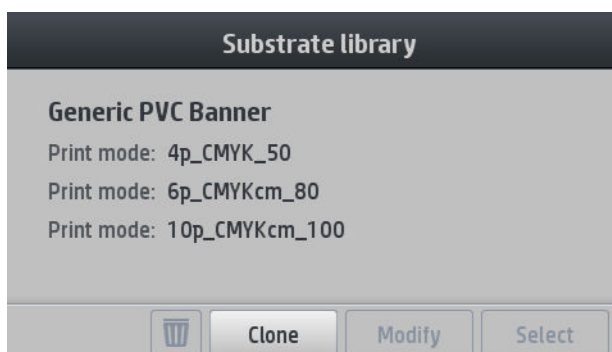 Substrate library
Generic PVC Banner
Print mode: 4p_CMYK_50
Print mode: 6p_CMYKcm_80
Print mode: 10p_CMYKcm_100
Clone Modify Select